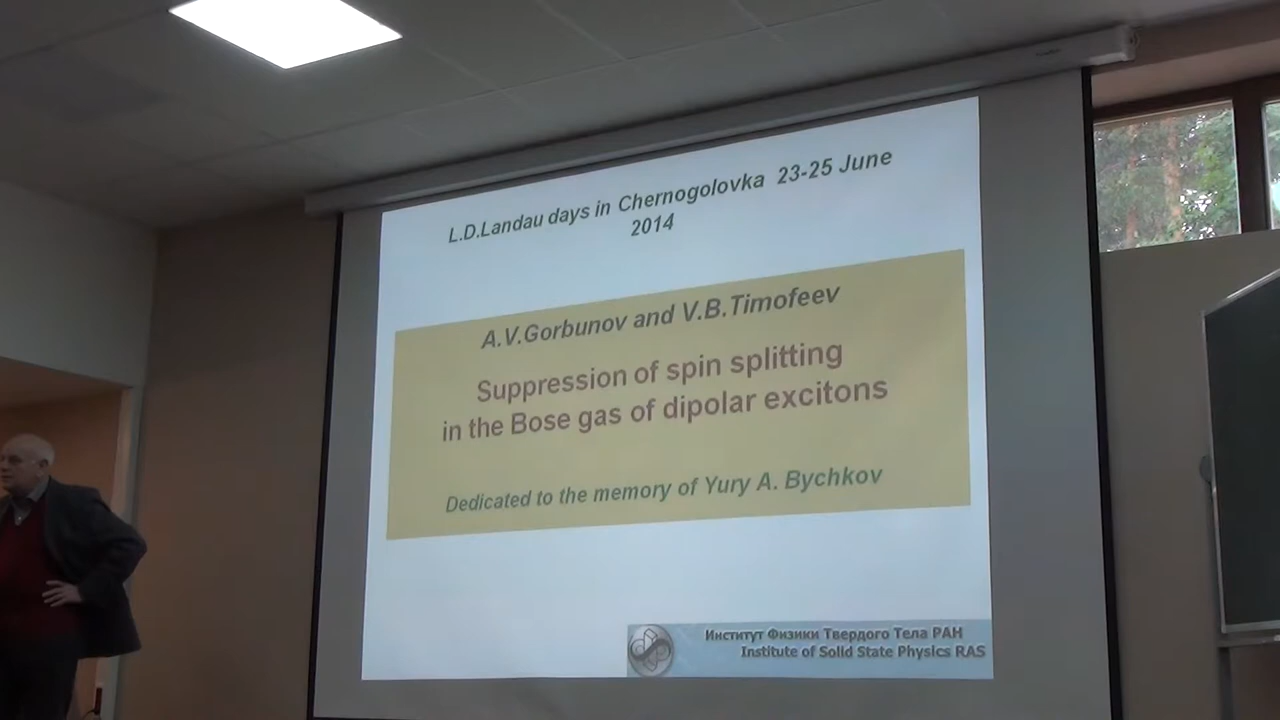 L.D.Landau days in Chernogolovka 23-25 June
2014
A.V.Gorbunov and V.B.Timofeev
Suppression of spin splitting
in the Bose gas of dipolar excitons
Dedicated to the memory of Yury A. Bychkov
Институт Физики Твердого Тела РАН
Institute of Solid State Physics RAS